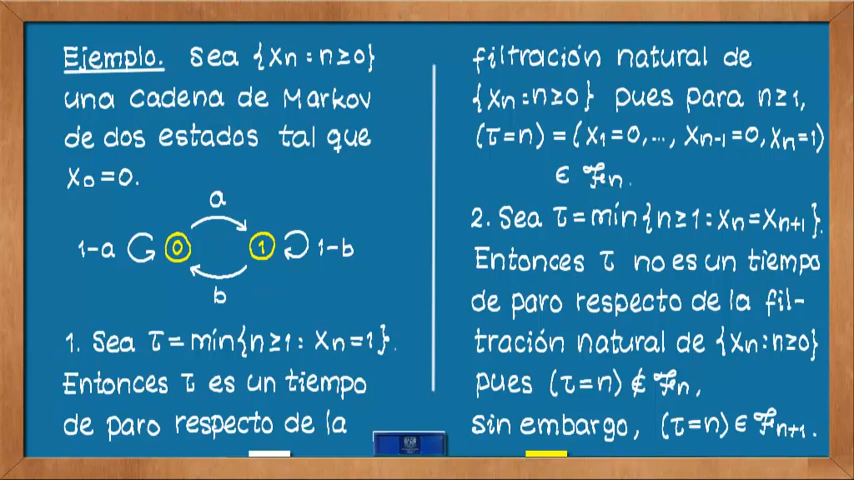 Ejemplo. Sea {Xn : n≥0}
una cadena de Markov
de dos estados tal que
X0=0.
a
1-a 0 1 1-b
b
1. Sea τ = mín{n≥1 : Xn=1}.
Entonces τ es un tiempo
de paro respecto de la
filtración natural de
{Xn : n≥0} pues para n≥1,
(τ=n) = (X1=0, ..., Xn-1=0, Xn=1)
∈ ℱn.
2. Sea τ = mín{n≥1 : Xn=Xn+1}.
Entonces τ no es un tiempo
de paro respecto de la fil-
tración natural de {Xn : n≥0}
pues (τ=n) ∉ ℱn,
sin embargo, (τ=n) ∈ ℱn+1.